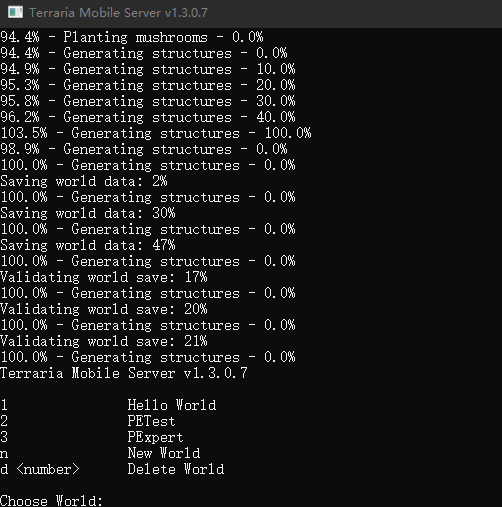 Terraria Mobile Server v1.3.0.7
94.4% - Planting mushrooms - 0.0%
94.4% - Generating structures - 0.0%
94.9% - Generating structures - 10.0%
95.3% - Generating structures - 20.0%
95.8% - Generating structures - 30.0%
96.2% - Generating structures - 40.0%
103.5% - Generating structures - 100.0%
98.9% - Generating structures - 0.0%
100.0% - Generating structures - 0.0%
Saving world data: 2%
100.0% - Generating structures - 0.0%
Saving world data: 30%
100.0% - Generating structures - 0.0%
Saving world data: 47%
100.0% - Generating structures - 0.0%
Validating world save: 17%
100.0% - Generating structures - 0.0%
Validating world save: 20%
100.0% - Generating structures - 0.0%
Validating world save: 21%
100.0% - Generating structures - 0.0%
Terraria Mobile Server v1.3.0.7
1 Hello World
2 PETest
3 PExpert
n New World
d <number> Delete World
Choose World: